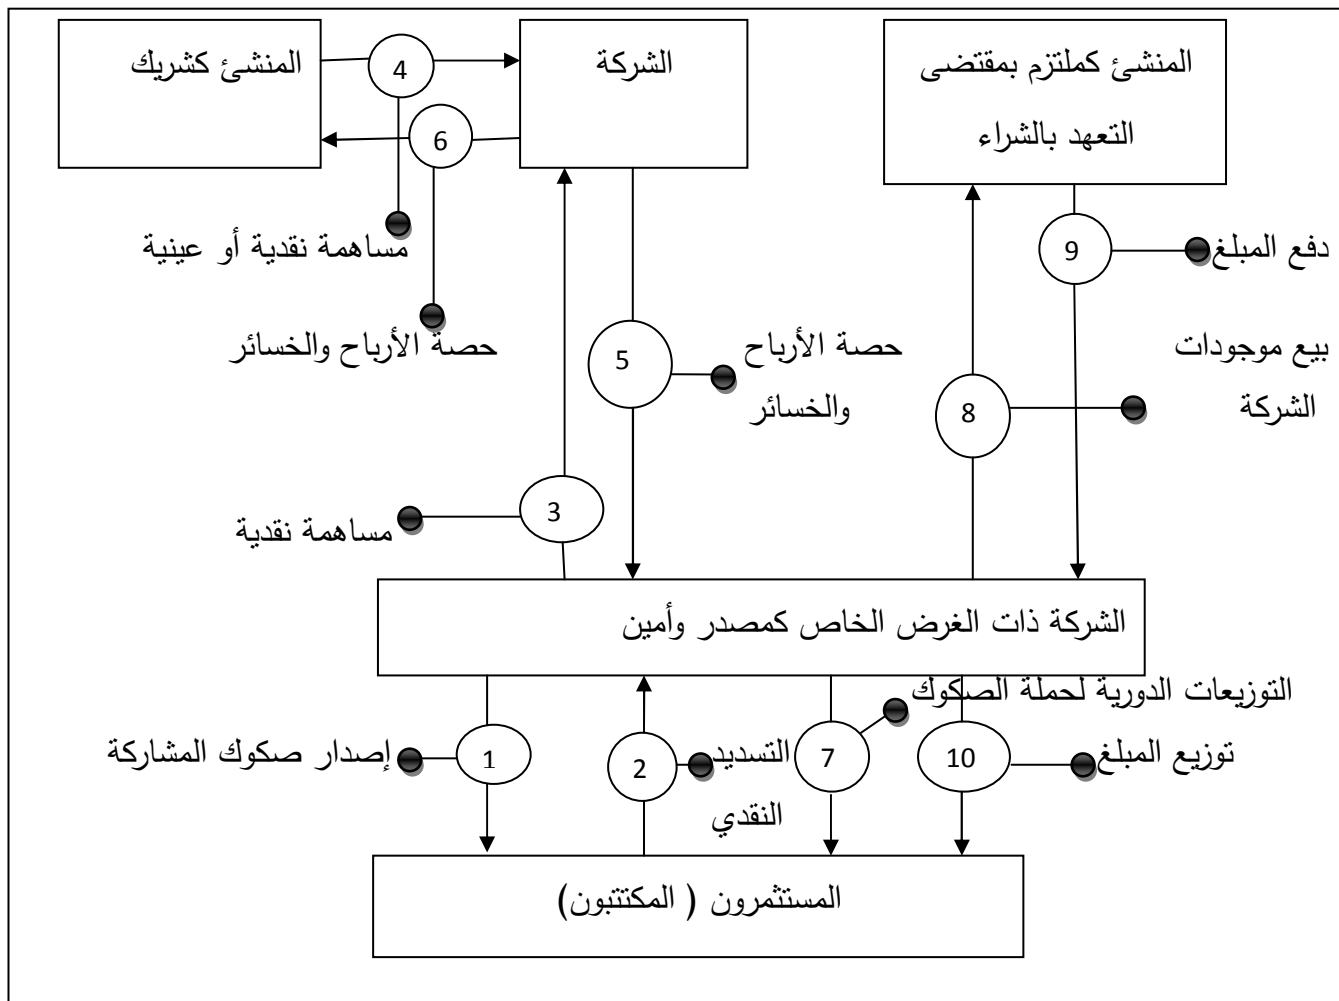 المنشئ كملتزم بمقتضى
التعهد بالشراء
الشركة
المنشئ كشريك
4
6
مساهمة نقدية أو عينية
دفع المبلغ
9
حصة الأرباح والخسائر
بيع موجودات
الشركة
8
حصة الأرباح
والخسائر
5
3
مساهمة نقدية
الشركة ذات الغرض الخاص كمصدر وأمين
التوزيعات الدورية لحملة الصكوك
إصدار صكوك المشاركة
1
2
التسديد
النقدي
7
10
توزيع المبلغ
المستثمرون ( المكتتبون)